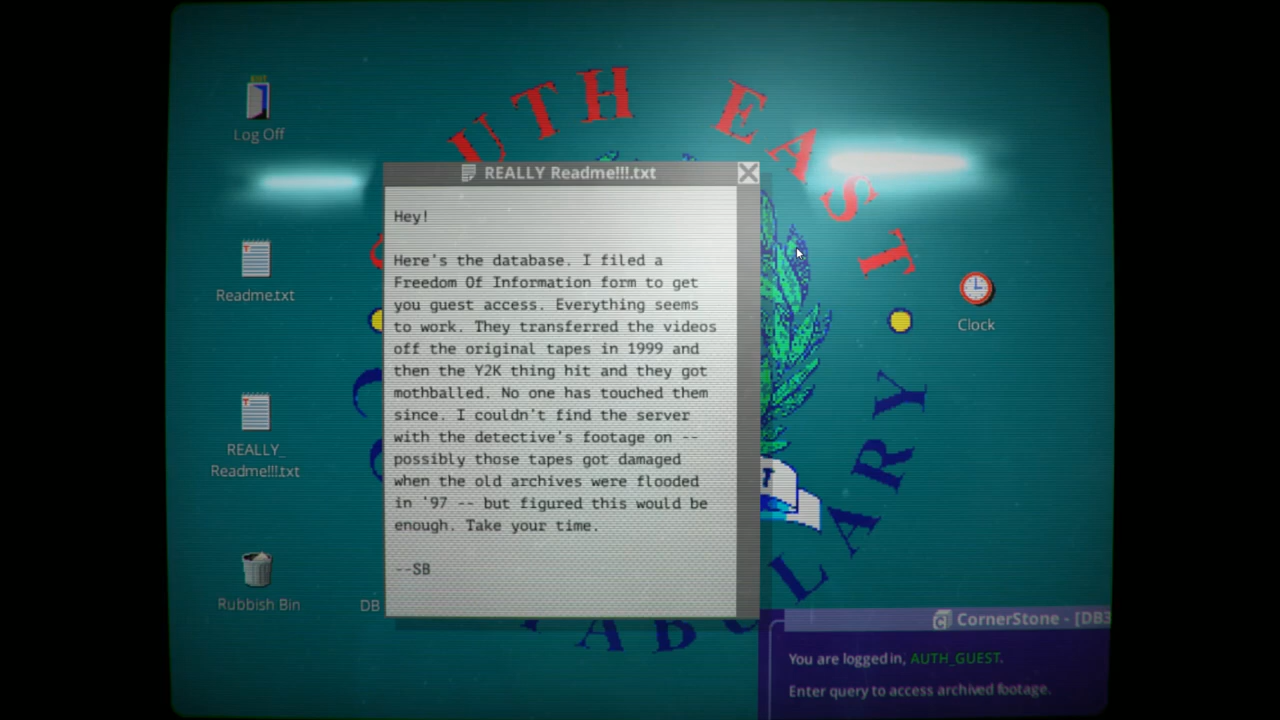 UTH EAST
Log Off
REALLY Readme!!!.txt
Hey!
Here's the database. I filed a
Freedom Of Information form to get
you guest access. Everything seems
to work. They transferred the videos
off the original tapes in 1999 and
then the Y2K thing hit and they got
mothballed. No one has touched them
since. I couldn't find the server
with the detective's footage on --
possibly those tapes got damaged
when the old archives were flooded
in '97 -- but figured this would be
enough. Take your time.
--SB
Readme.txt
REALLY_
Readme!!!.txt
Rubbish Bin
DB
Clock
ABULARY
CornerStone - [DB3
You are logged in, AUTH_GUEST.
Enter query to access archived footage.